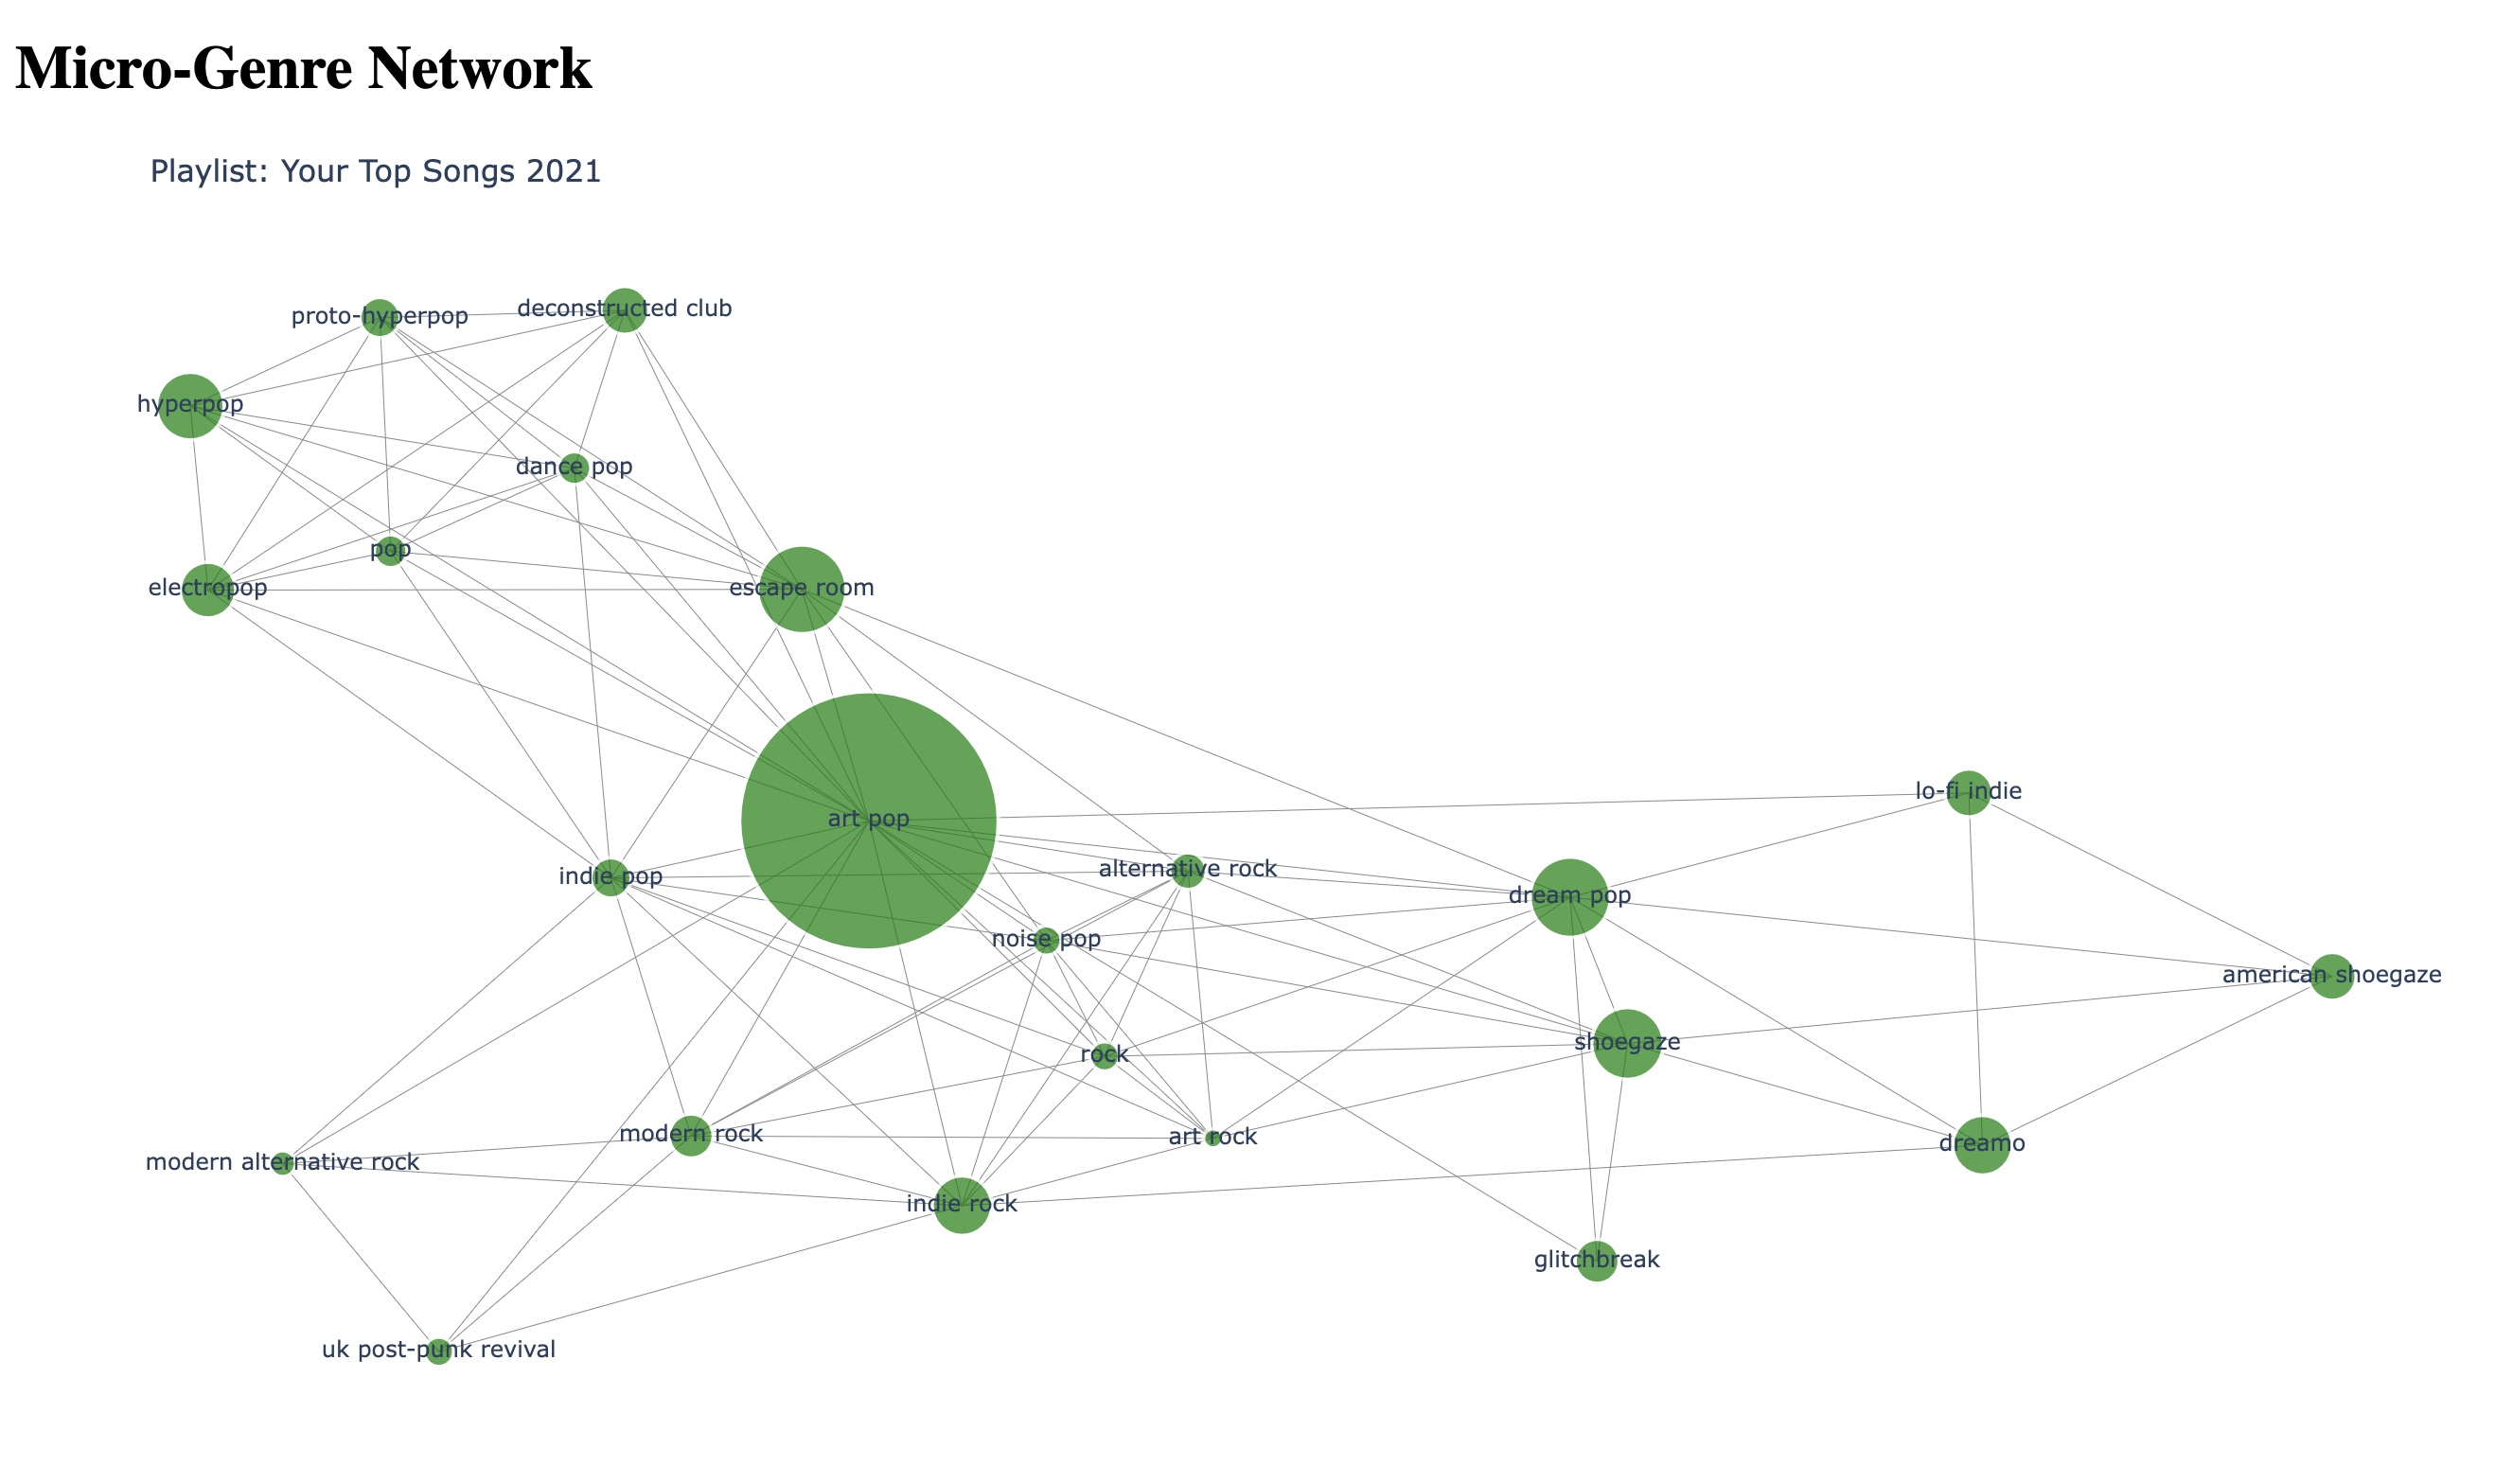 Micro-Genre Network
Playlist: Your Top Songs 2021
proto-hyperpop
deconstructed club
hyperpop
dance pop
pop
electropop
escape room
art pop
lo-fi indie
indie pop
alternative rock
dream pop
noise pop
american shoegaze
rock
shoegaze
modern rock
art rock
dreamo
modern alternative rock
indie rock
glitchbreak
uk post-punk revival